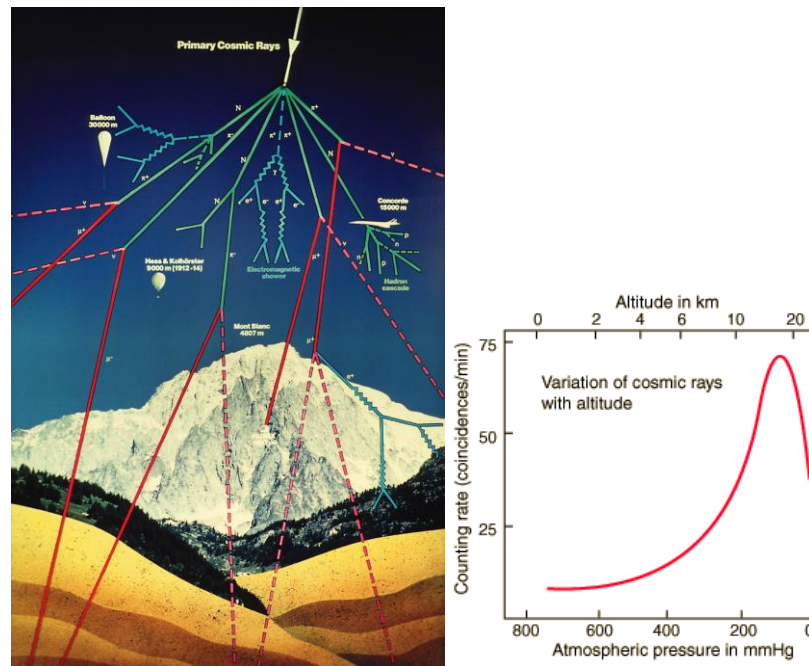 Primary Cosmic Rays
Balloon
30000 m
N
π+
N
π-
π+
π+
N
N
π+
ν
ν
μ+
γ
e+
e-
e+
e-
Concorde
15000 m
p
n
p
n
ν
Hess & Kolhörster
9000 m (1912-14)
π-
Electromagnetic
shower
μ+
Hadron
cascade
ν
Mont Blanc
4807 m
μ-
μ+
e+
Altitude in km
0 2 4 6 10 20
75
50
25
Variation of cosmic rays
with altitude
Counting rate (coincidences/min)
800 600 400 200 0
Atmospheric pressure in mmHg